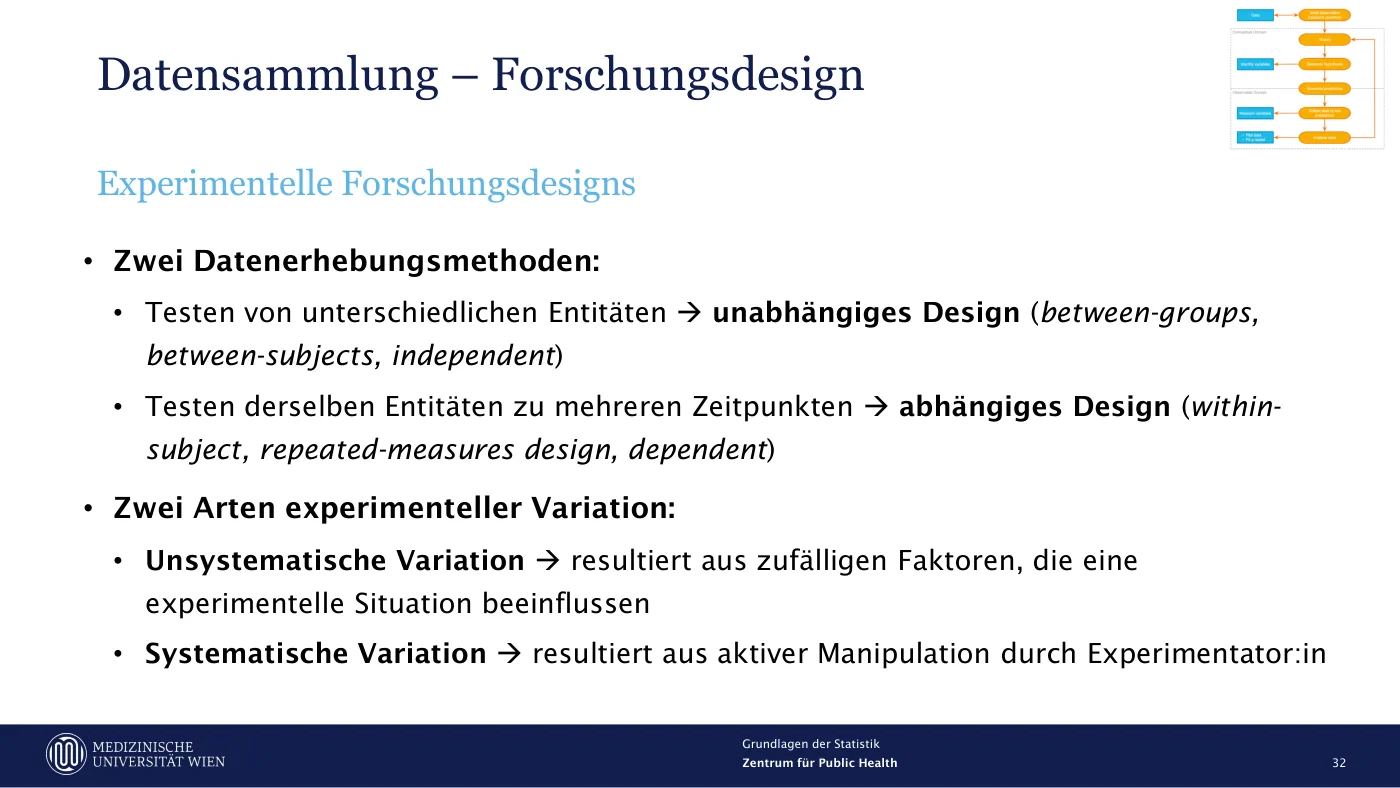 Datensammlung – Forschungsdesign
Experimentelle Forschungsdesigns
• Zwei Datenerhebungsmethoden:
• Testen von unterschiedlichen Entitäten → unabhängiges Design (between-groups,
between-subjects, independent)
• Testen derselben Entitäten zu mehreren Zeitpunkten → abhängiges Design (within-
subject, repeated-measures design, dependent)
• Zwei Arten experimenteller Variation:
• Unsystematische Variation → resultiert aus zufälligen Faktoren, die eine
experimentelle Situation beeinflussen
• Systematische Variation → resultiert aus aktiver Manipulation durch Experimentator:in
MEDIZINISCHE
UNIVERSITÄT WIEN
Grundlagen der Statistik
Zentrum für Public Health
32